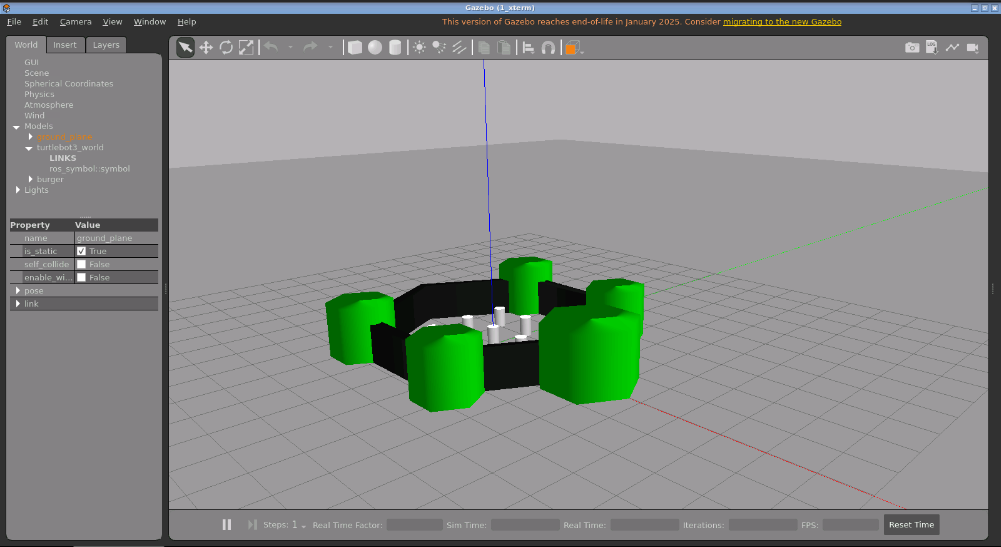 Gazebo (1_xterm)
File Edit Camera View Window Help
This version of Gazebo reaches end-of-life in January 2025. Consider migrating to the new Gazebo
World Insert Layers
GUI
Scene
Spherical Coordinates
Physics
Atmosphere
Wind
Models
ground_plane
turtlebot3_world
LINKS
ros_symbol::symbol
burger
Lights
Property Value
name ground_plane
is_static True
self_collide False
enable_wi... False
pose
link
LOG
Steps: 1 Real Time Factor: Sim Time: Real Time: Iterations: FPS: Reset Time